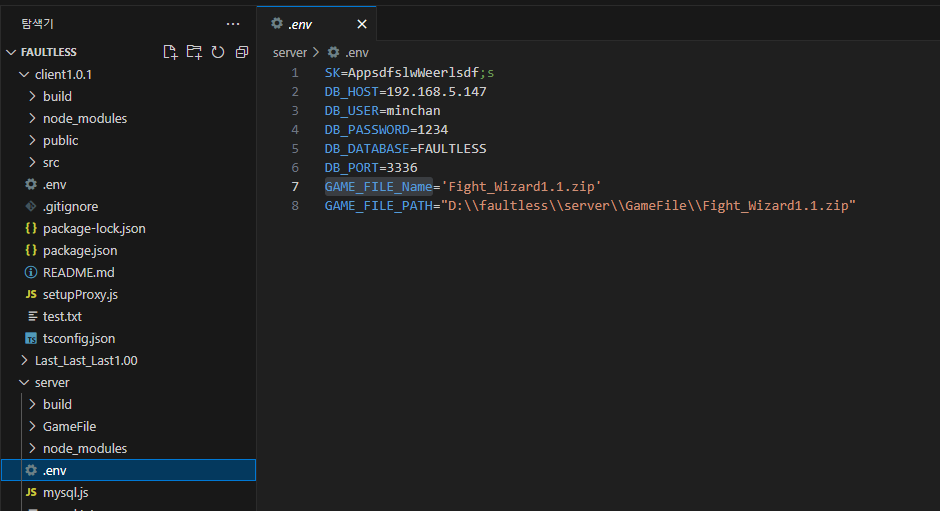 탐색기
FAULTLESS
client1.0.1
build
node_modules
public
src
.env
.gitignore
package-lock.json
package.json
README.md
setupProxy.js
test.txt
tsconfig.json
Last_Last_Last1.00
server
build
GameFile
node_modules
.env
mysql.js
.env
server > .env
1 SK=AppsdfslwWeerlsdf;s
2 DB_HOST=192.168.5.147
3 DB_USER=minchan
4 DB_PASSWORD=1234
5 DB_DATABASE=FAULTLESS
6 DB_PORT=3336
7 GAME_FILE_Name='Fight_Wizard1.1.zip'
8 GAME_FILE_PATH="D:\\faultless\\server\\GameFile\\Fight_Wizard1.1.zip"